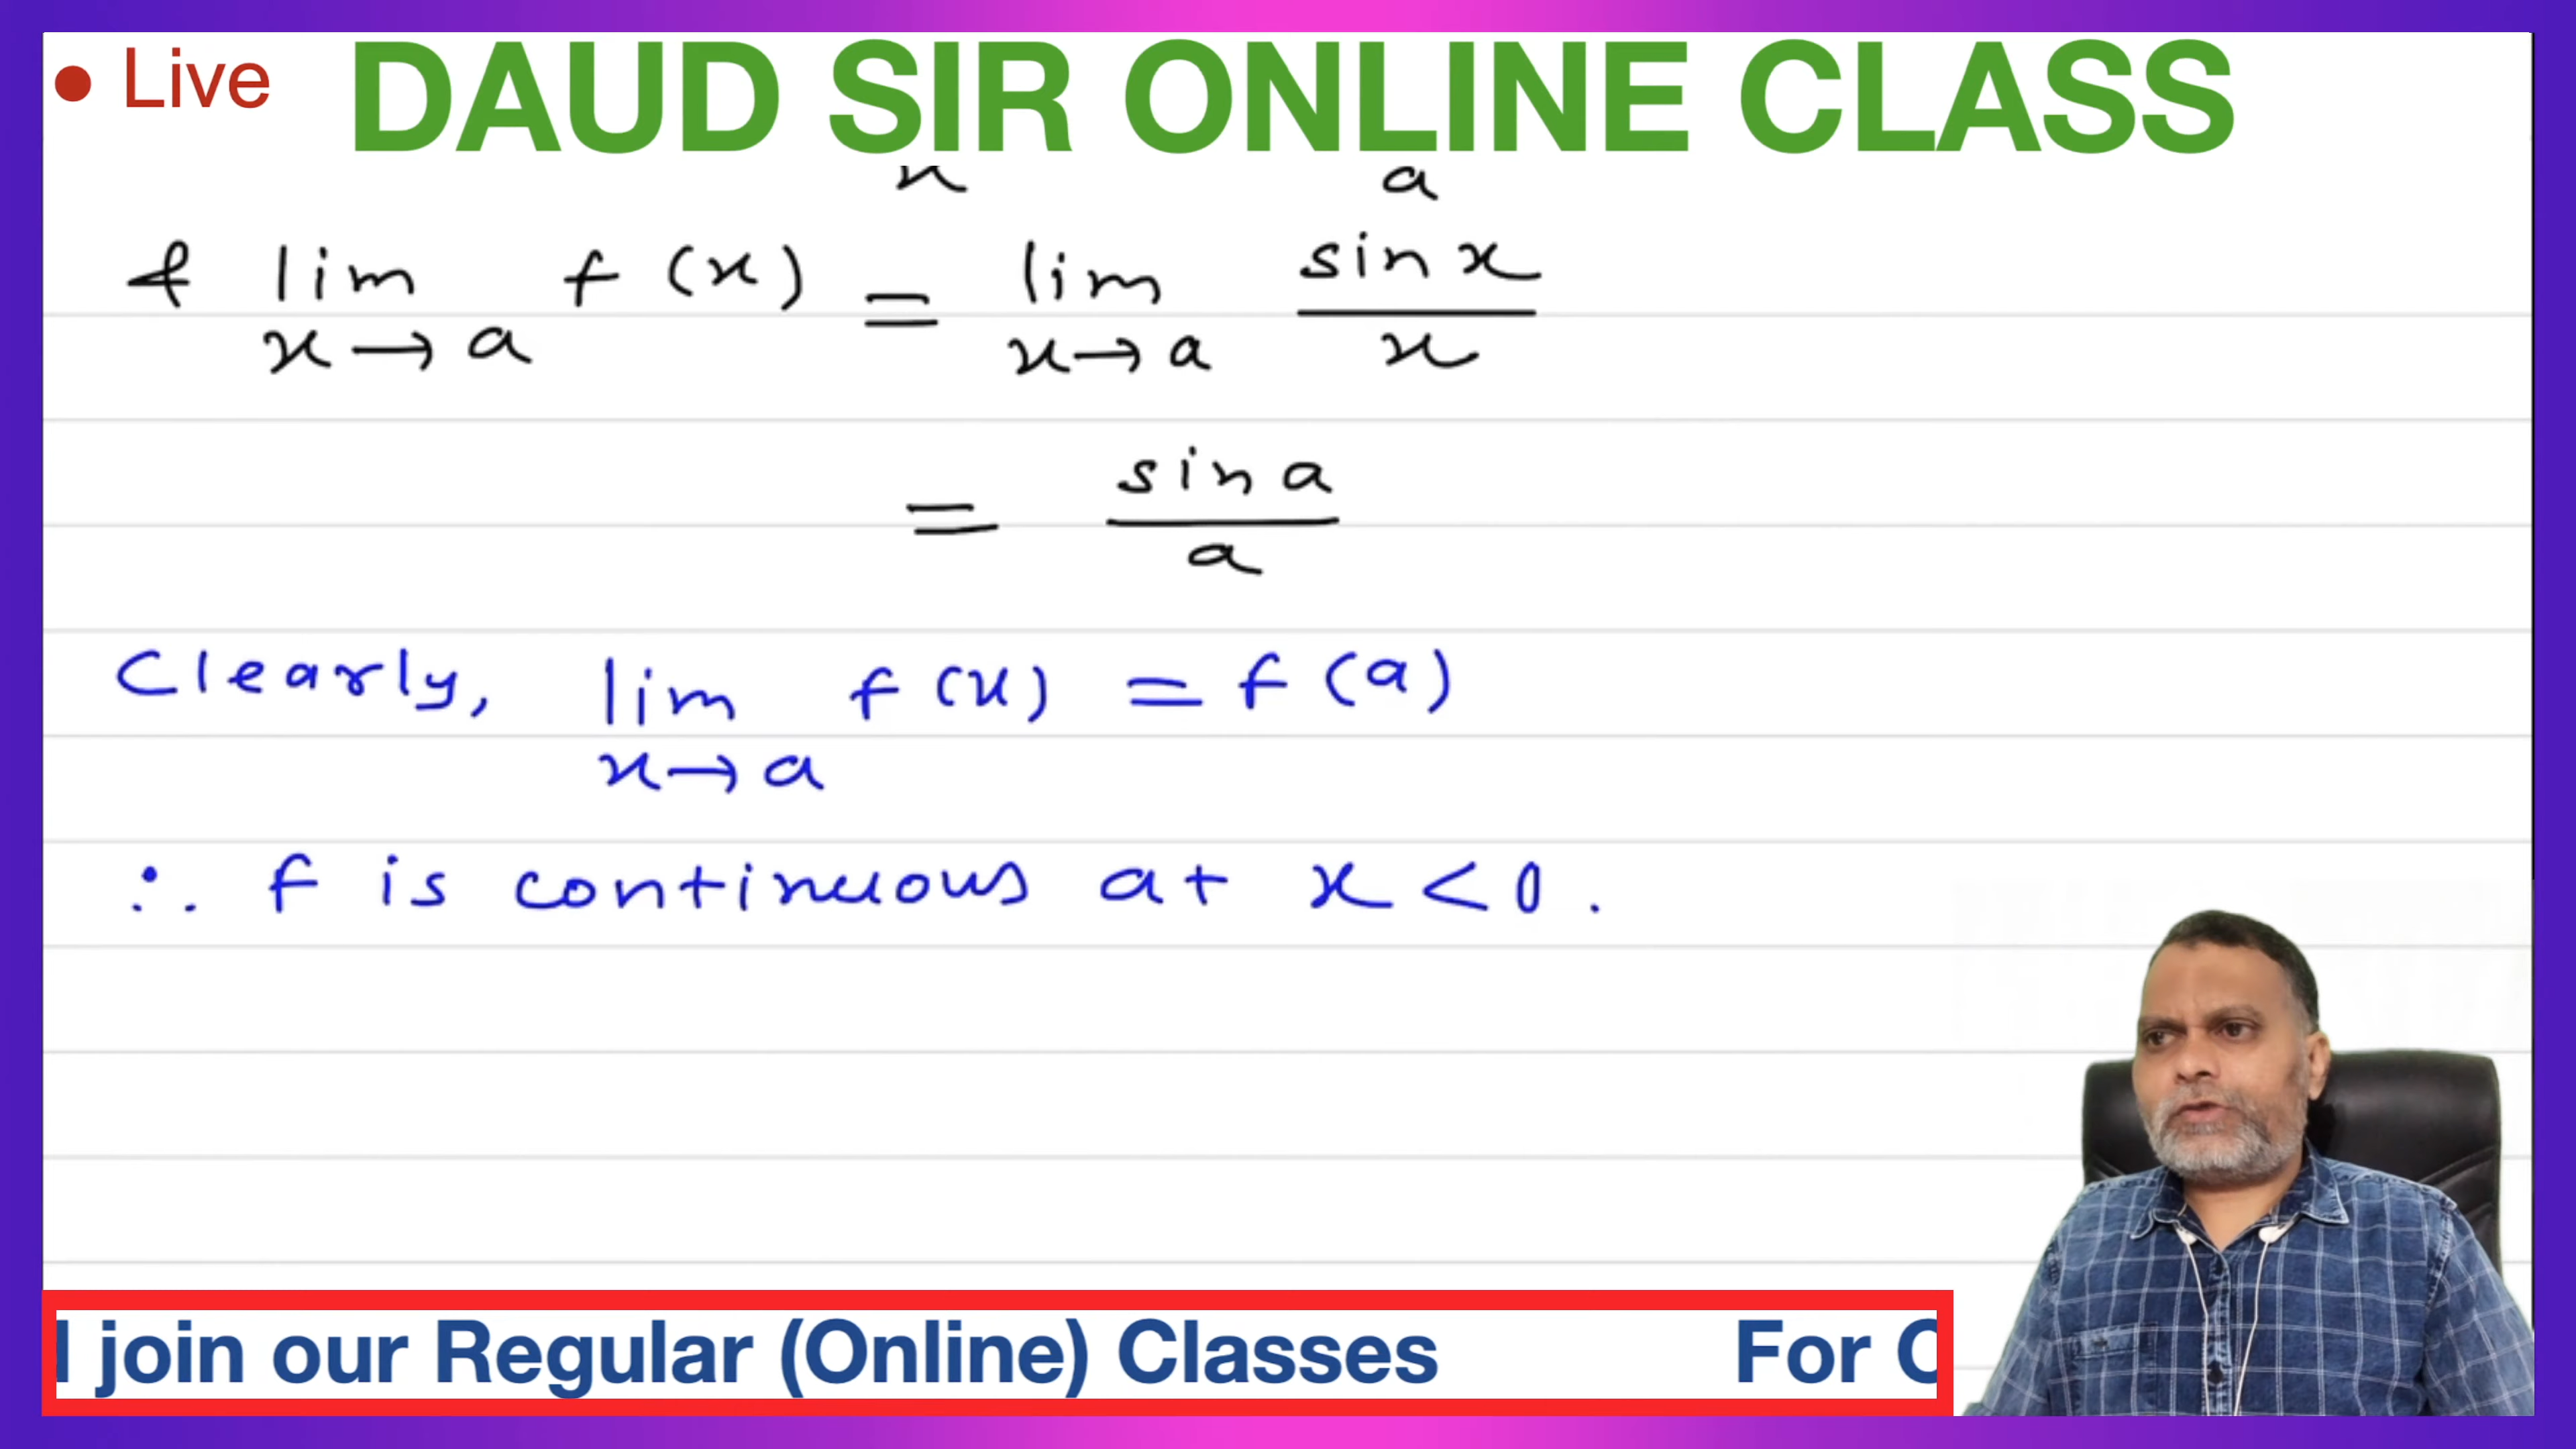 • Live DAUD SIR ONLINE CLASS
x a
& lim f(x) = lim sin x
x→a x→a x
= sin a
a
Clearly, lim f(x) = f(a)
x→a
∴ f is continuous at x < 0.
join our Regular (Online) Classes For